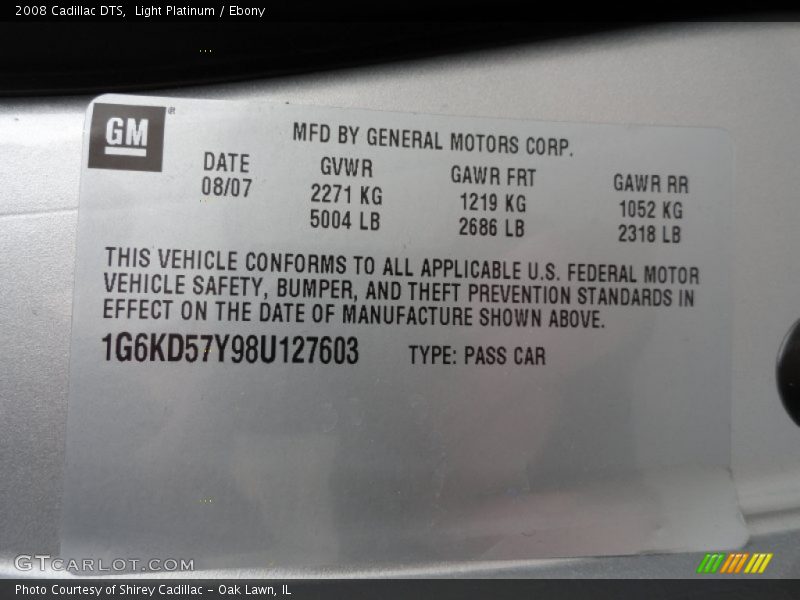 2008 Cadillac DTS,  Light Platinum / Ebony
GM®
MFD BY GENERAL MOTORS CORP.
DATE GVWR GAWR FRT GAWR RR
08/07 2271 KG 1219 KG 1052 KG
5004 LB 2686 LB 2318 LB
THIS VEHICLE CONFORMS TO ALL APPLICABLE U.S. FEDERAL MOTOR
VEHICLE SAFETY, BUMPER, AND THEFT PREVENTION STANDARDS IN
EFFECT ON THE DATE OF MANUFACTURE SHOWN ABOVE.
1G6KD57Y98U127603 TYPE: PASS CAR
GTCARLOT.COM
Photo Courtesy of Shirey Cadillac - Oak Lawn, IL